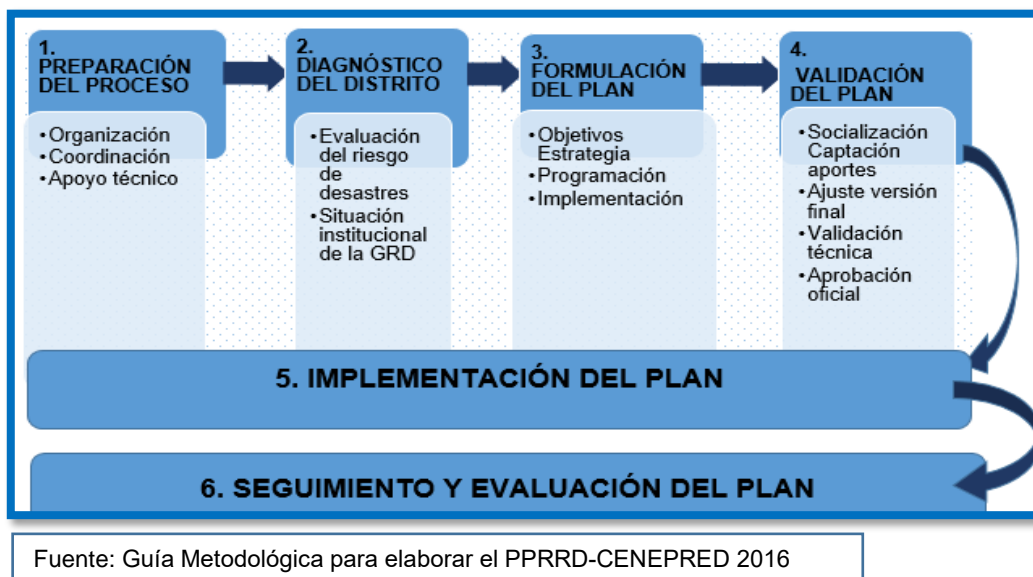 1.
PREPARACIÓN
DEL PROCESO
•Organización
•Coordinación
•Apoyo técnico
2.
DIAGNÓSTICO
DEL DISTRITO
•Evaluación
del riesgo
de
desastres
•Situación
institucional
de la GRD
3.
FORMULACIÓN
DEL PLAN
•Objetivos
Estrategia
•Programación
•Implementación
4.
VALIDACIÓN
DEL PLAN
•Socialización
Captación
aportes
•Ajuste versión
final
•Validación
técnica
•Aprobación
oficial
5. IMPLEMENTACIÓN DEL PLAN
6. SEGUIMIENTO Y EVALUACIÓN DEL PLAN
Fuente: Guía Metodológica para elaborar el PPRRD-CENEPRED 2016